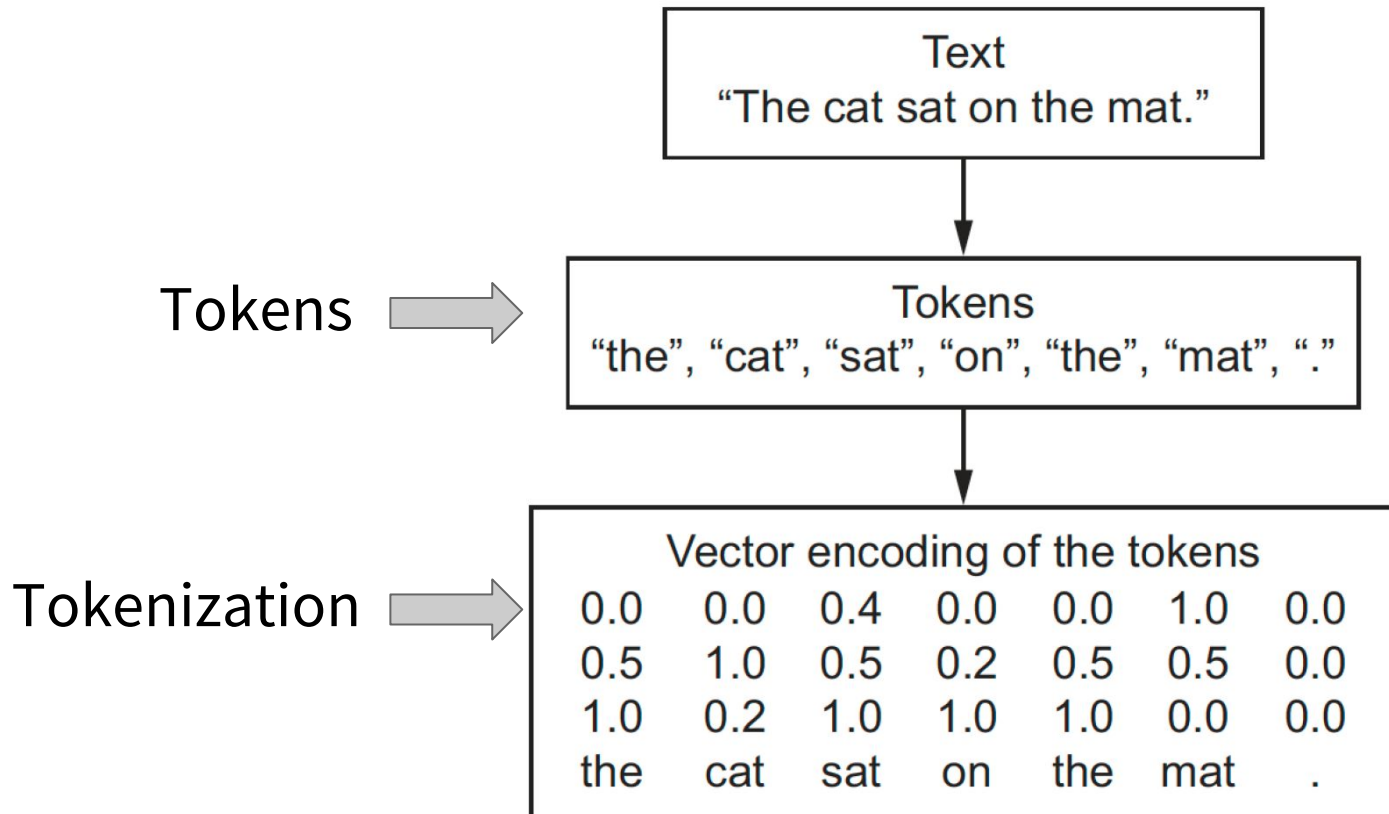 Text
“The cat sat on the mat.”
Tokens
Tokens
“the”, “cat”, “sat”, “on”, “the”, “mat”, “.”
Tokenization
Vector encoding of the tokens
0.0 0.0 0.4 0.0 0.0 1.0 0.0
0.5 1.0 0.5 0.2 0.5 0.5 0.0
1.0 0.2 1.0 1.0 1.0 0.0 0.0
the cat sat on the mat .